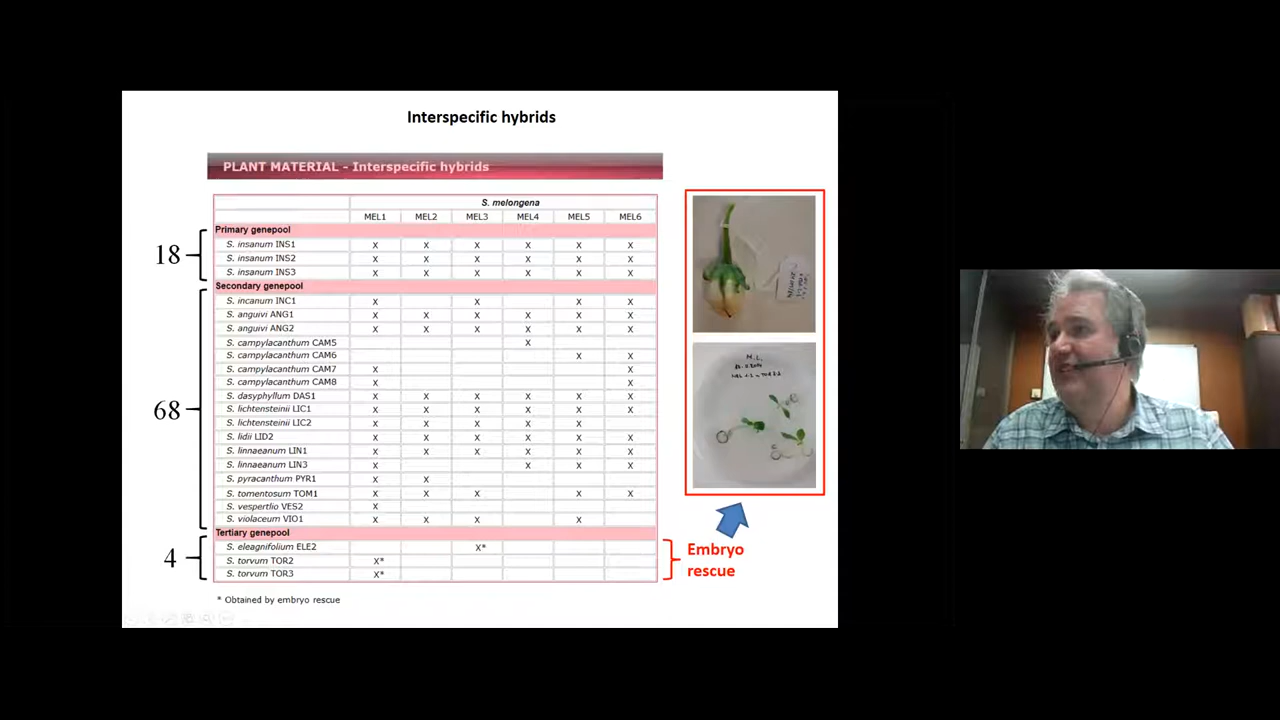 Interspecific hybrids
PLANT MATERIAL - Interspecific hybrids
S. melongena
MEL1 MEL2 MEL3 MEL4 MEL5 MEL6
Primary genepool
18
S. insanum INS1 X X X X X X
S. insanum INS2 X X X X X X
S. insanum INS3 X X X X X X
Secondary genepool
68
S. incanum INC1 X X X X X
S. anguivi ANG1 X X X X X X
S. anguivi ANG2 X X X X X X
S. campylacanthum CAM5 X
S. campylacanthum CAM6 X X
S. campylacanthum CAM7 X X
S. campylacanthum CAM8 X X
S. dasyphyllum DAS1 X X X X X X
S. lichtensteinii LIC1 X X X X X X
S. lichtensteinii LIC2 X X X X X
S. lidii LID2 X X X X X X
S. linnaeanum LIN1 X X X X X X
S. linnaeanum LIN3 X X X X
S. pyracanthum PYR1 X X
S. tomentosum TOM1 X X X X X
S. vespertlio VES2 X
S. violaceum VIO1 X X X X
Tertiary genepool
4
S. eleagnifolium ELE2 X*
S. torvum TOR2 X*
S. torvum TOR3 X*
Embryo
rescue
* Obtained by embryo rescue